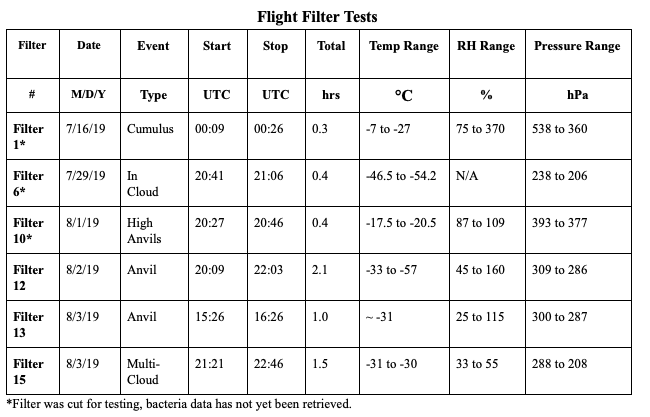 Flight Filter Tests
Filter Date Event Start Stop Total Temp Range RH Range Pressure Range
# M/D/Y Type UTC UTC hrs °C % hPa
Filter 1* 7/16/19 Cumulus 00:09 00:26 0.3 -7 to -27 75 to 370 538 to 360
Filter 6* 7/29/19 In Cloud 20:41 21:06 0.4 -46.5 to -54.2 N/A 238 to 206
Filter 10* 8/1/19 High Anvils 20:27 20:46 0.4 -17.5 to -20.5 87 to 109 393 to 377
Filter 12 8/2/19 Anvil 20:09 22:03 2.1 -33 to -57 45 to 160 309 to 286
Filter 13 8/3/19 Anvil 15:26 16:26 1.0 ~ -31 25 to 115 300 to 287
Filter 15 8/3/19 Multi-Cloud 21:21 22:46 1.5 -31 to -30 33 to 55 288 to 208
*Filter was cut for testing, bacteria data has not yet been retrieved.